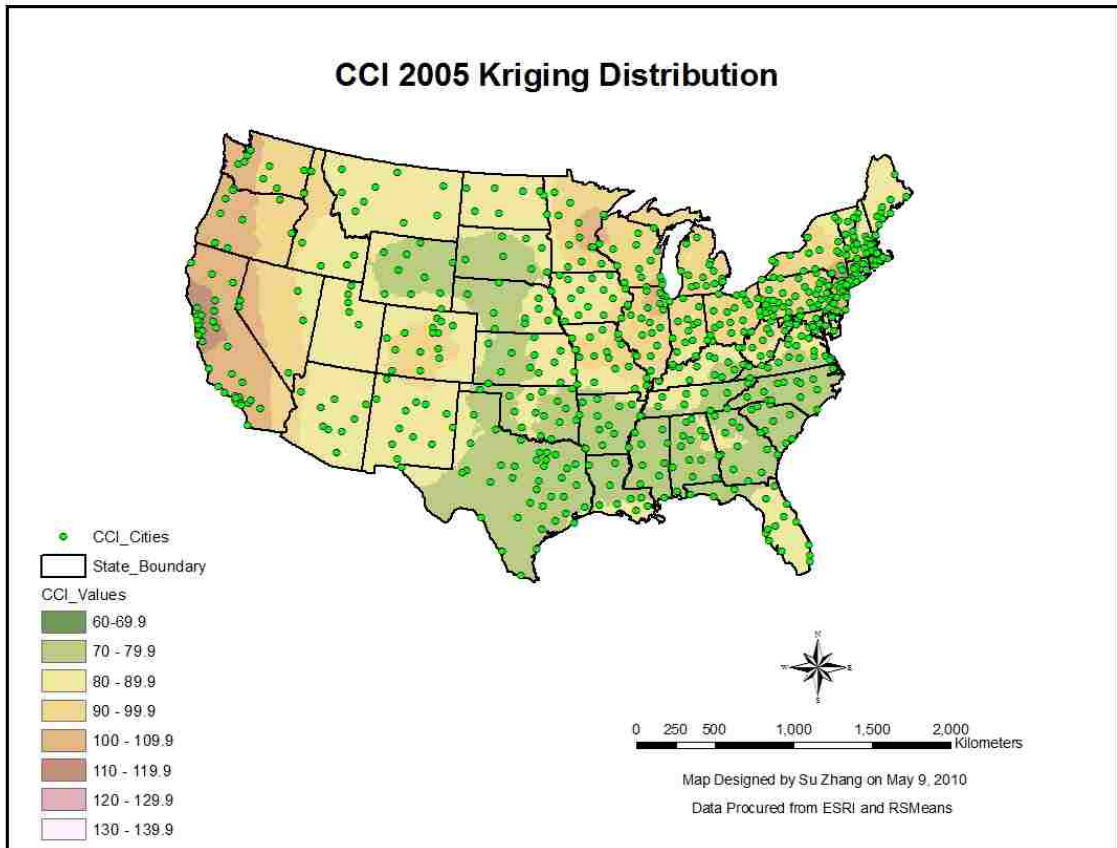 CCI 2005 Kriging Distribution
CCI_Cities
State_Boundary
CCI_Values
60-69.9
70 - 79.9
80 - 89.9
90 - 99.9
100 - 109.9
110 - 119.9
120 - 129.9
130 - 139.9
N
W E
S
0 250 500 1,000 1,500 2,000
Kilometers
Map Designed by Su Zhang on May 9, 2010
Data Procured from ESRI and RSMeans